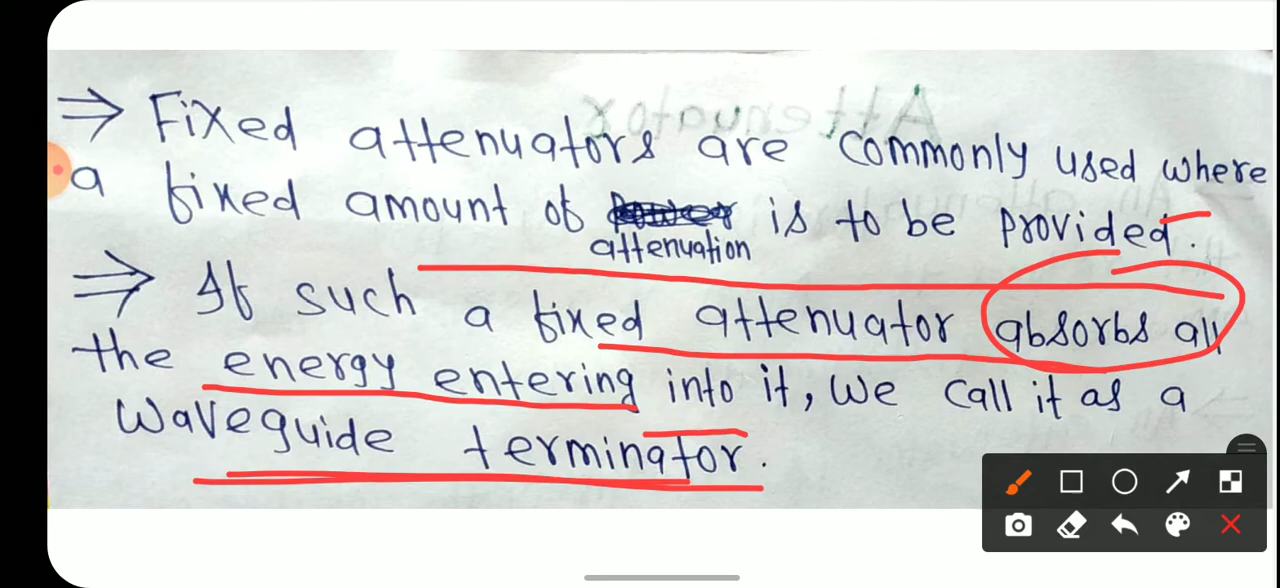 ⇒ Fixed attenuators are commonly used where
a fixed amount of is to be provided.
attenuation
⇒ If such a fixed attenuator absorbs all
the energy entering into it, we call it as a
waveguide terminator.
Attenuator